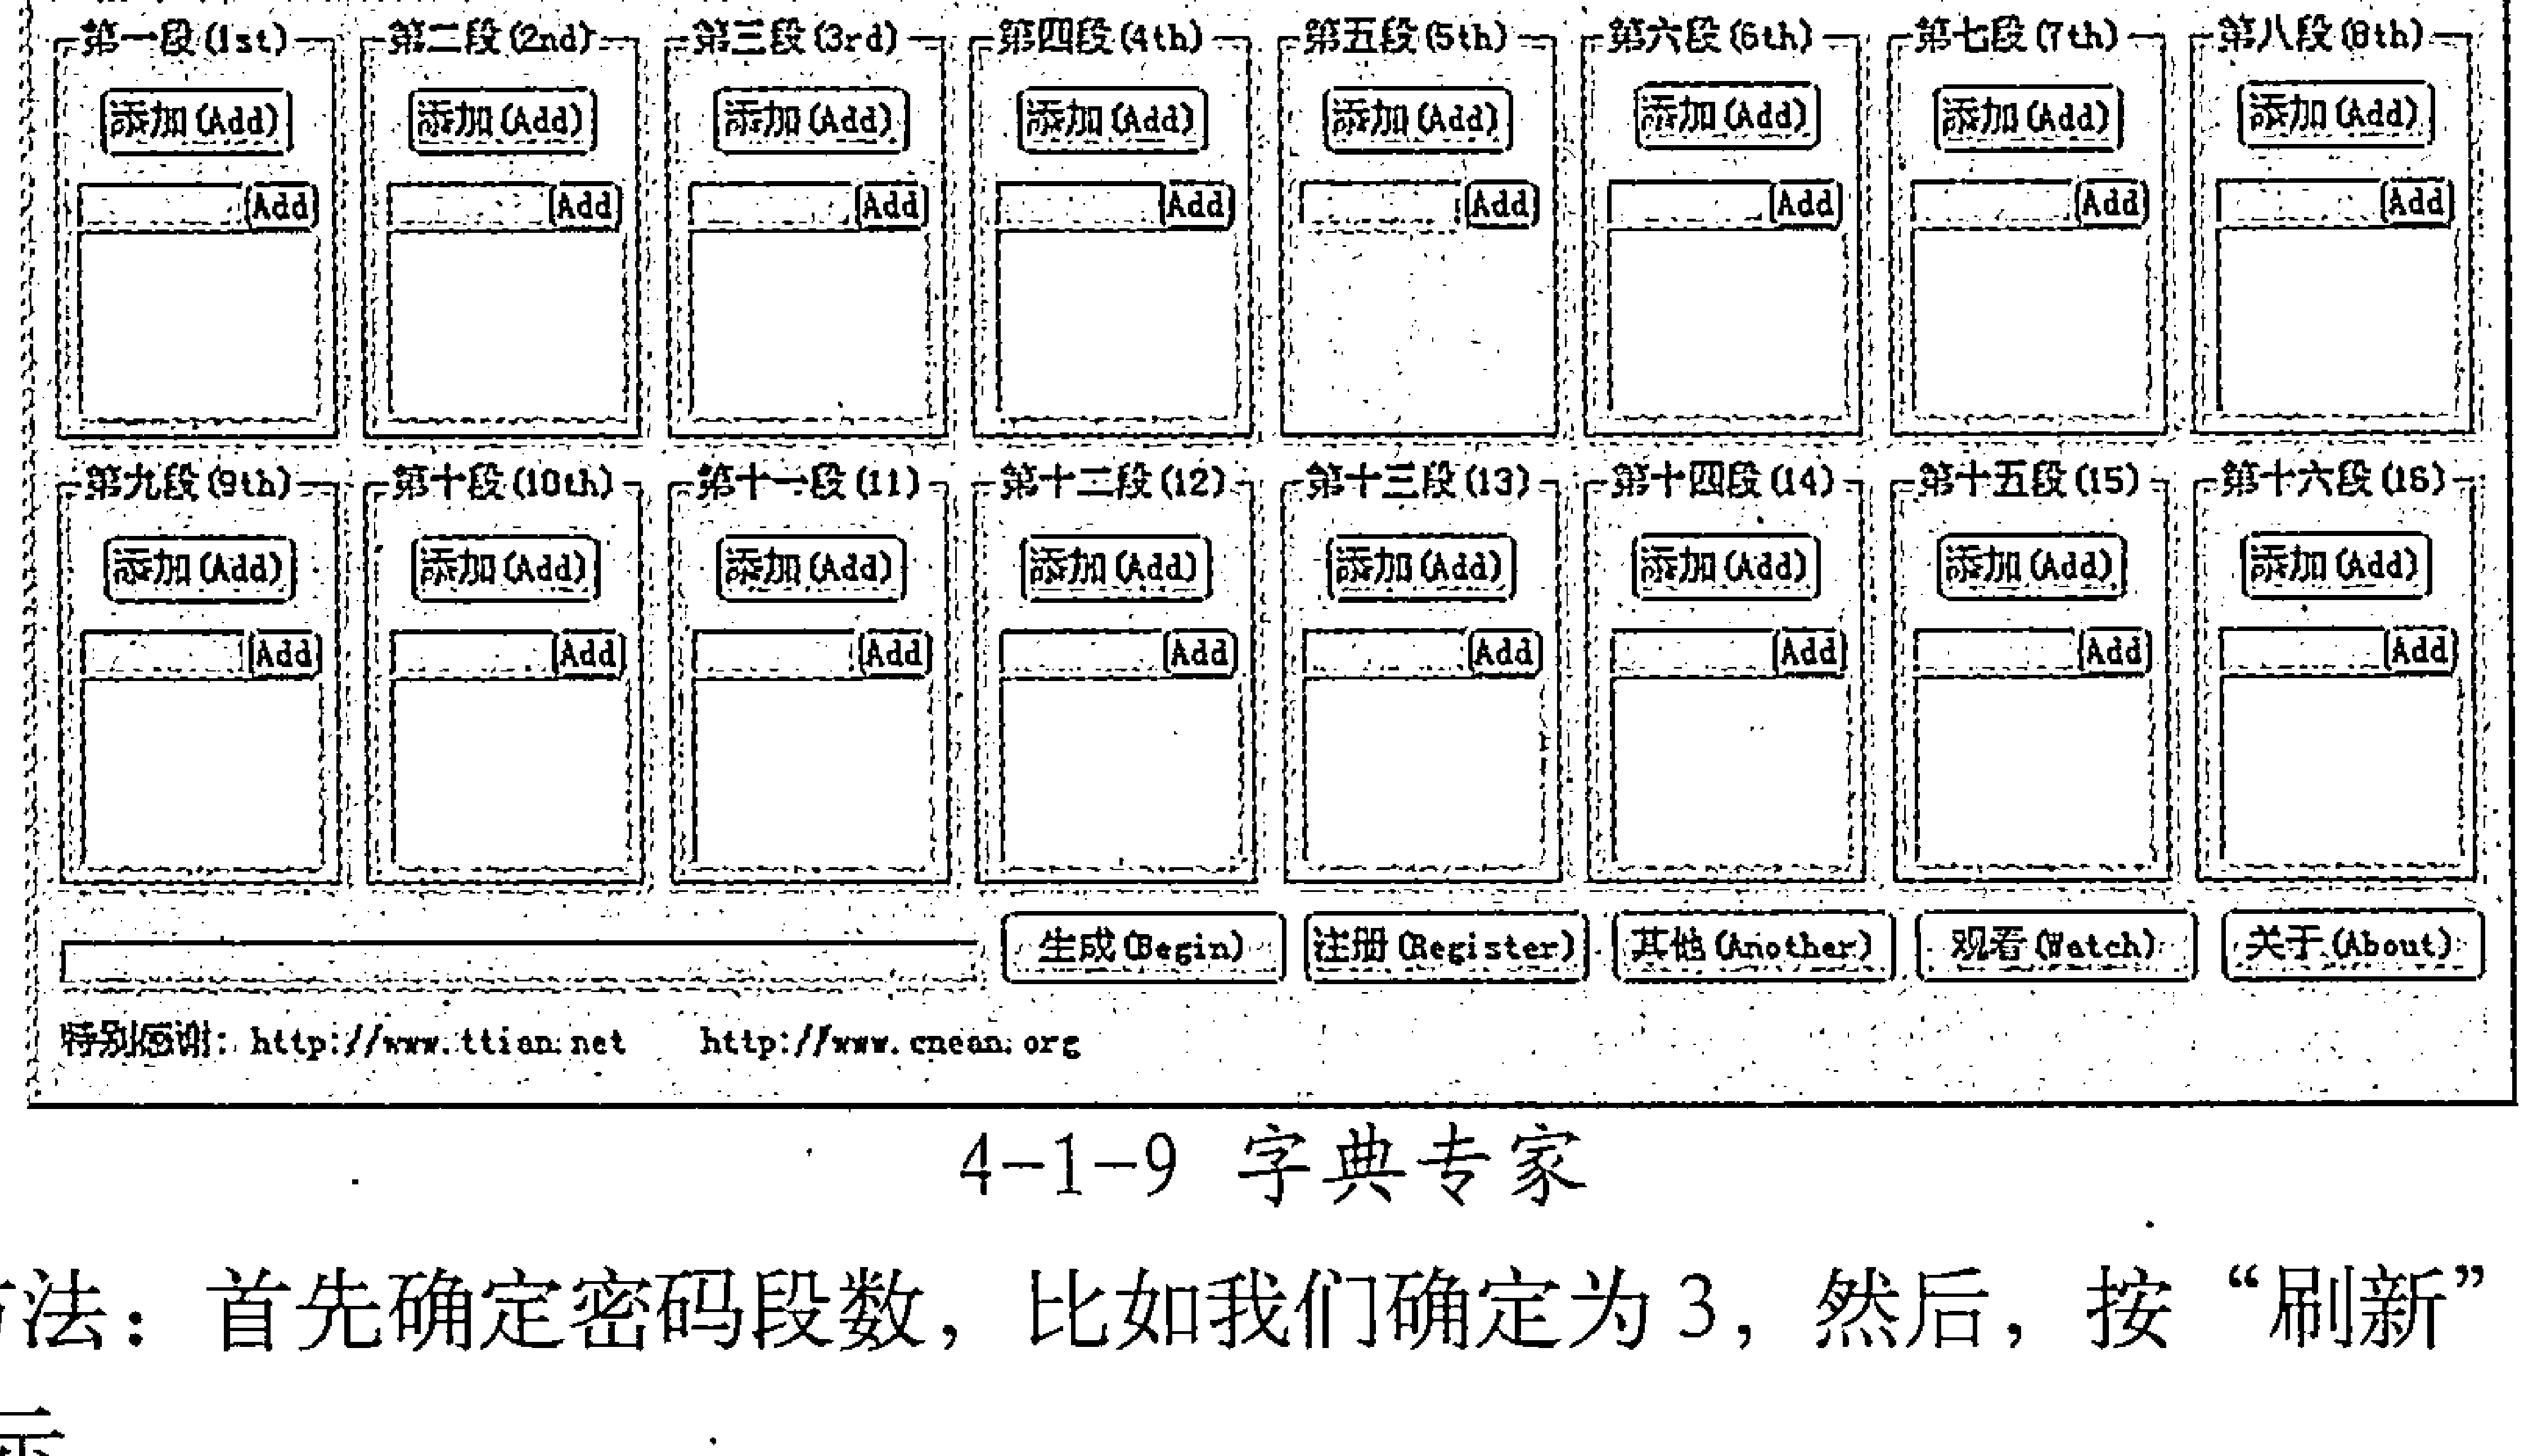 第一段(1st) 第二段(2nd) 第三段(3rd) 第四段(4th) 第五段(5th) 第六段(6th) 第七段(7th) 第八段(8th)
添加(Add) 添加(Add) 添加(Add) 添加(Add) 添加(Add) 添加(Add) 添加(Add) 添加(Add)
Add Add Add Add Add Add Add Add
第九段(9th) 第十段(10th) 第十一段(11) 第十二段(12) 第十三段(13) 第十四段(14) 第十五段(15) 第十六段(16)
添加(Add) 添加(Add) 添加(Add) 添加(Add) 添加(Add) 添加(Add) 添加(Add) 添加(Add)
Add Add Add Add Add Add Add Add
生成(Begin) 注册(Register) 其他(Another) 观看(Watch) 关于(About)
特别感谢: http://www.ttian.net http://www.cnean.org
4-1-9 字典专家
方法：首先确定密码段数，比如我们确定为3，然后，按“刷新”